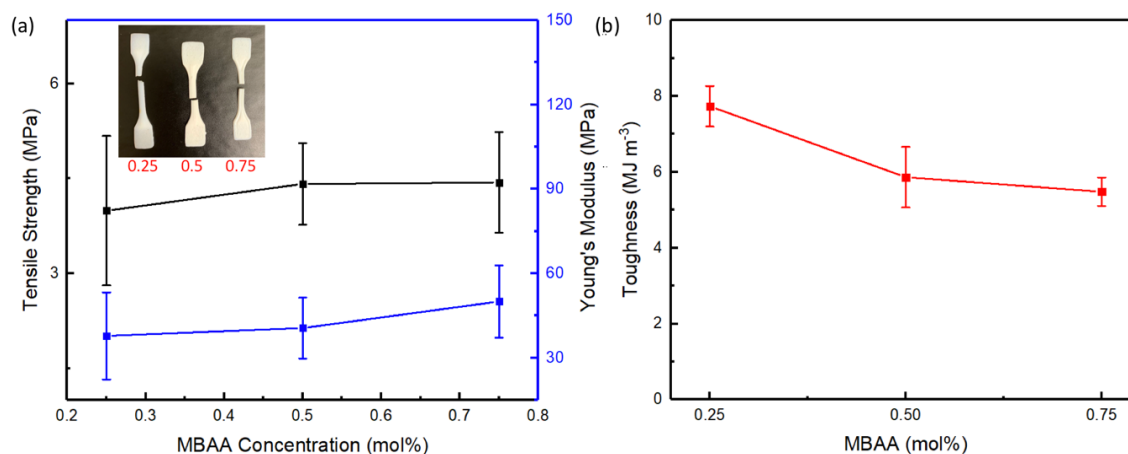 (a)
Tensile Strength (MPa)
6
3
0.25 0.5 0.75
150
120
90
60
30
Young's Modulus (MPa)
0.2 0.3 0.4 0.5 0.6 0.7 0.8
MBAA Concentration (mol%)
(b)
Toughness (MJ m⁻³)
10
8
6
4
2
0
0.25 0.50 0.75
MBAA (mol%)